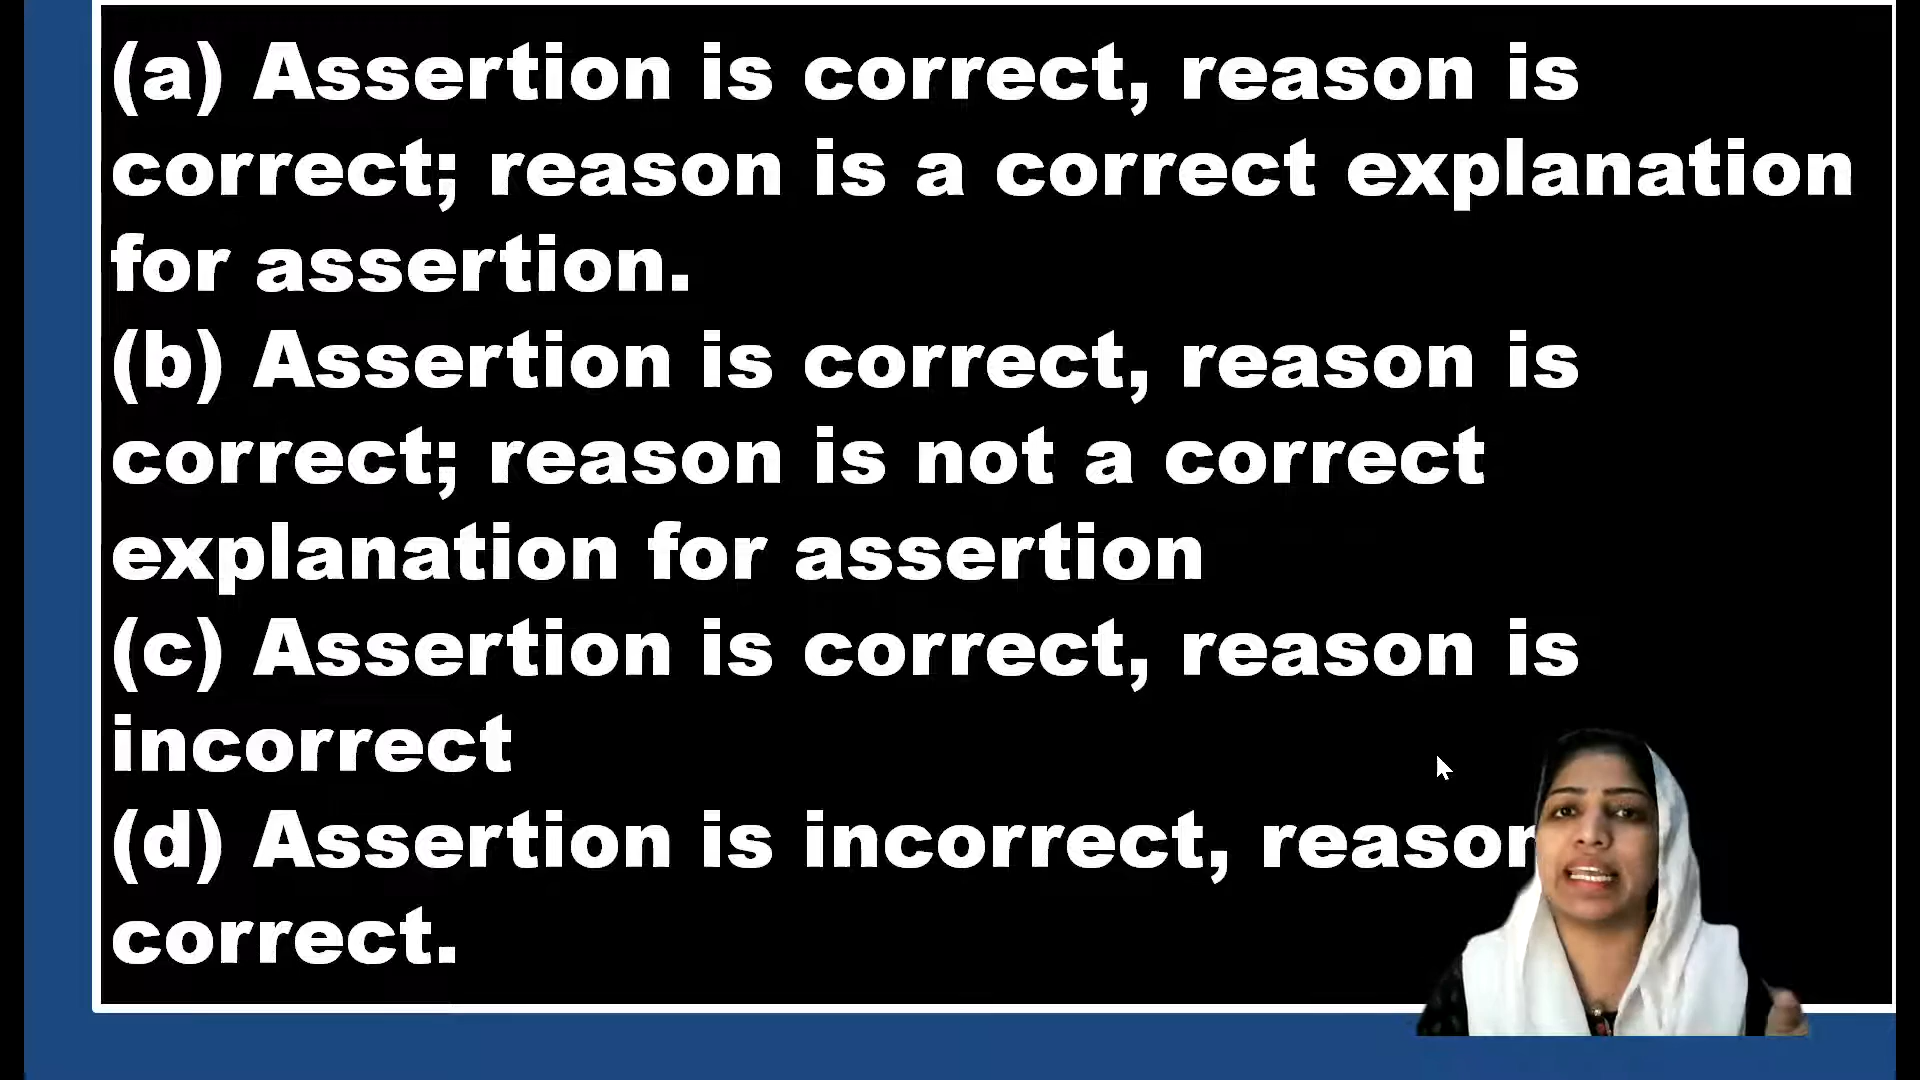 (a) Assertion is correct, reason is
correct; reason is a correct explanation
for assertion.
(b) Assertion is correct, reason is
correct; reason is not a correct
explanation for assertion
(c) Assertion is correct, reason is
incorrect
(d) Assertion is incorrect, reason
correct.